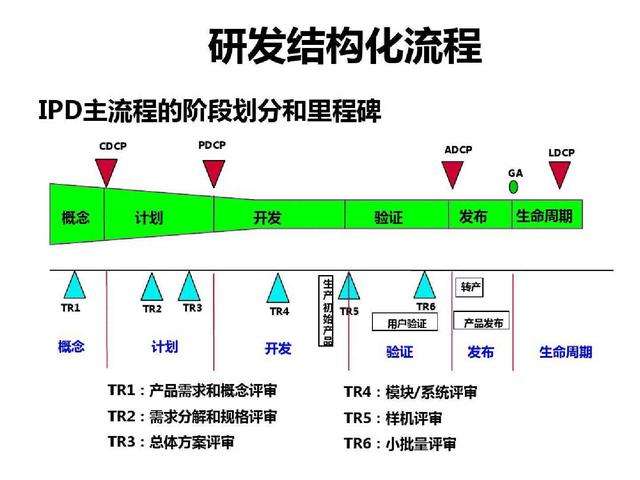 研发结构化流程
IPD主流程的阶段划分和里程碑
CDCP PDCP ADCP LDCP
GA
概念 计划 开发 验证 发布 生命周期
TR1 TR2 TR3 TR4 生产初始产品 TR5 TR6 转产
用户验证 产品发布
概念 计划 开发 验证 发布 生命周期
TR1：产品需求和概念评审
TR2：需求分解和规格评审
TR3：总体方案评审
TR4：模块/系统评审
TR5：样机评审
TR6：小批量评审